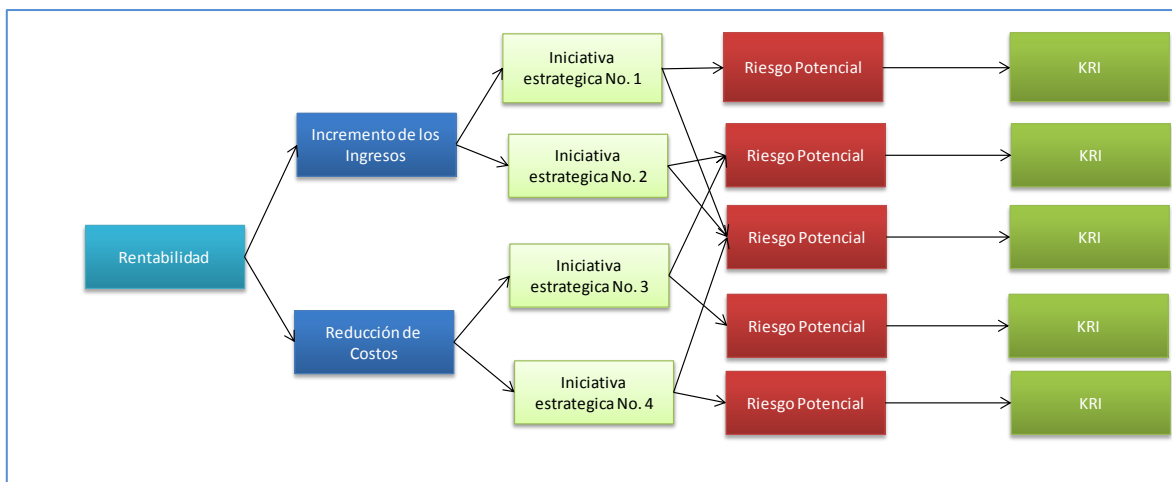 Iniciativa
estrategica No. 1
Riesgo Potencial
KRI
Incremento de los
Ingresos
Iniciativa
estrategica No. 2
Riesgo Potencial
KRI
Rentabilidad
Riesgo Potencial
KRI
Iniciativa
estrategica No. 3
Reducción de
Costos
Riesgo Potencial
KRI
Iniciativa
estrategica No. 4
Riesgo Potencial
KRI